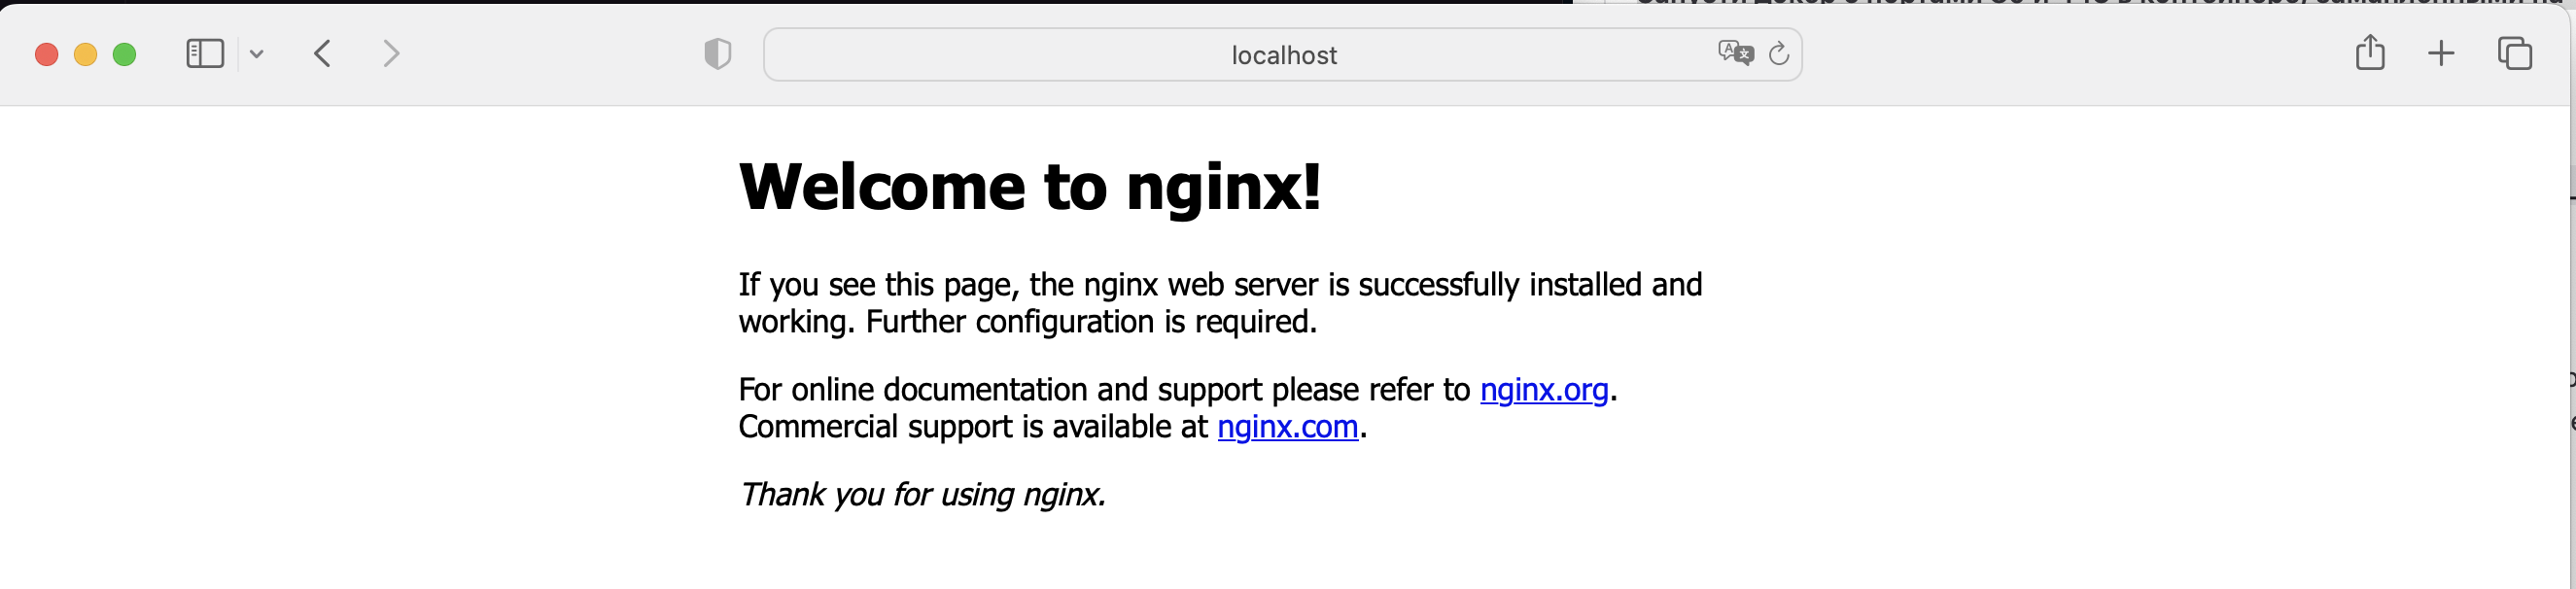 localhost
Welcome to nginx!
If you see this page, the nginx web server is successfully installed and
working. Further configuration is required.
For online documentation and support please refer to nginx.org.
Commercial support is available at nginx.com.
Thank you for using nginx.